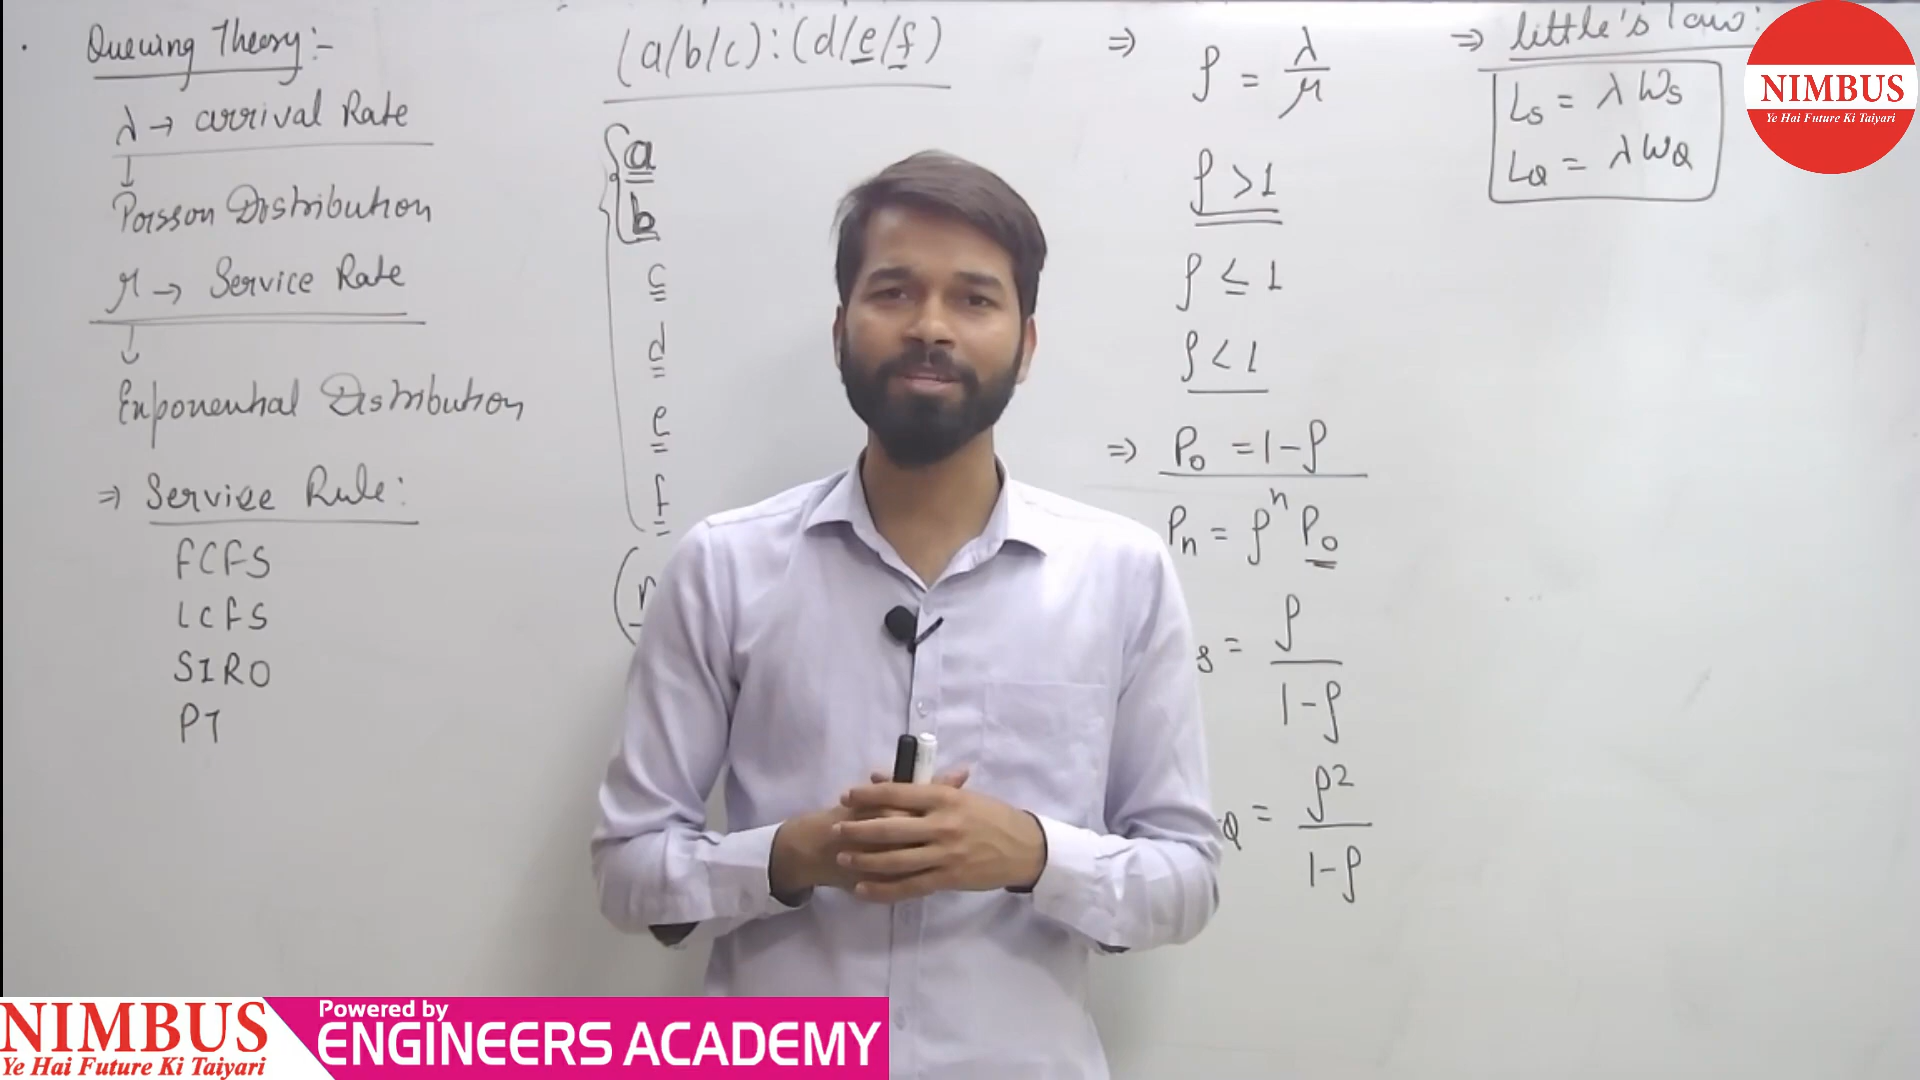 Queuing Theory:-
λ → arrival Rate
↓
Poisson Distribution
μ → Service Rate
↓
Exponential Distribution
⇒ Service Rule:
FCFS
LCFS
SIRO
PT
(a/b/c):(d/e/f)
a
b
c
d
e
f
⇒ ρ = λ/μ
ρ > 1
ρ ≤ 1
ρ < 1
⇒ P₀ = 1-ρ
Pₙ = ρⁿ P₀
s = ρ/(1-ρ)
Q = ρ²/(1-ρ)
⇒ little's law:
Ls = λ Ws
LQ = λ WQ
NIMBUS
Ye Hai Future Ki Taiyari
NIMBUS
Ye Hai Future Ki Taiyari
Powered by
ENGINEERS ACADEMY